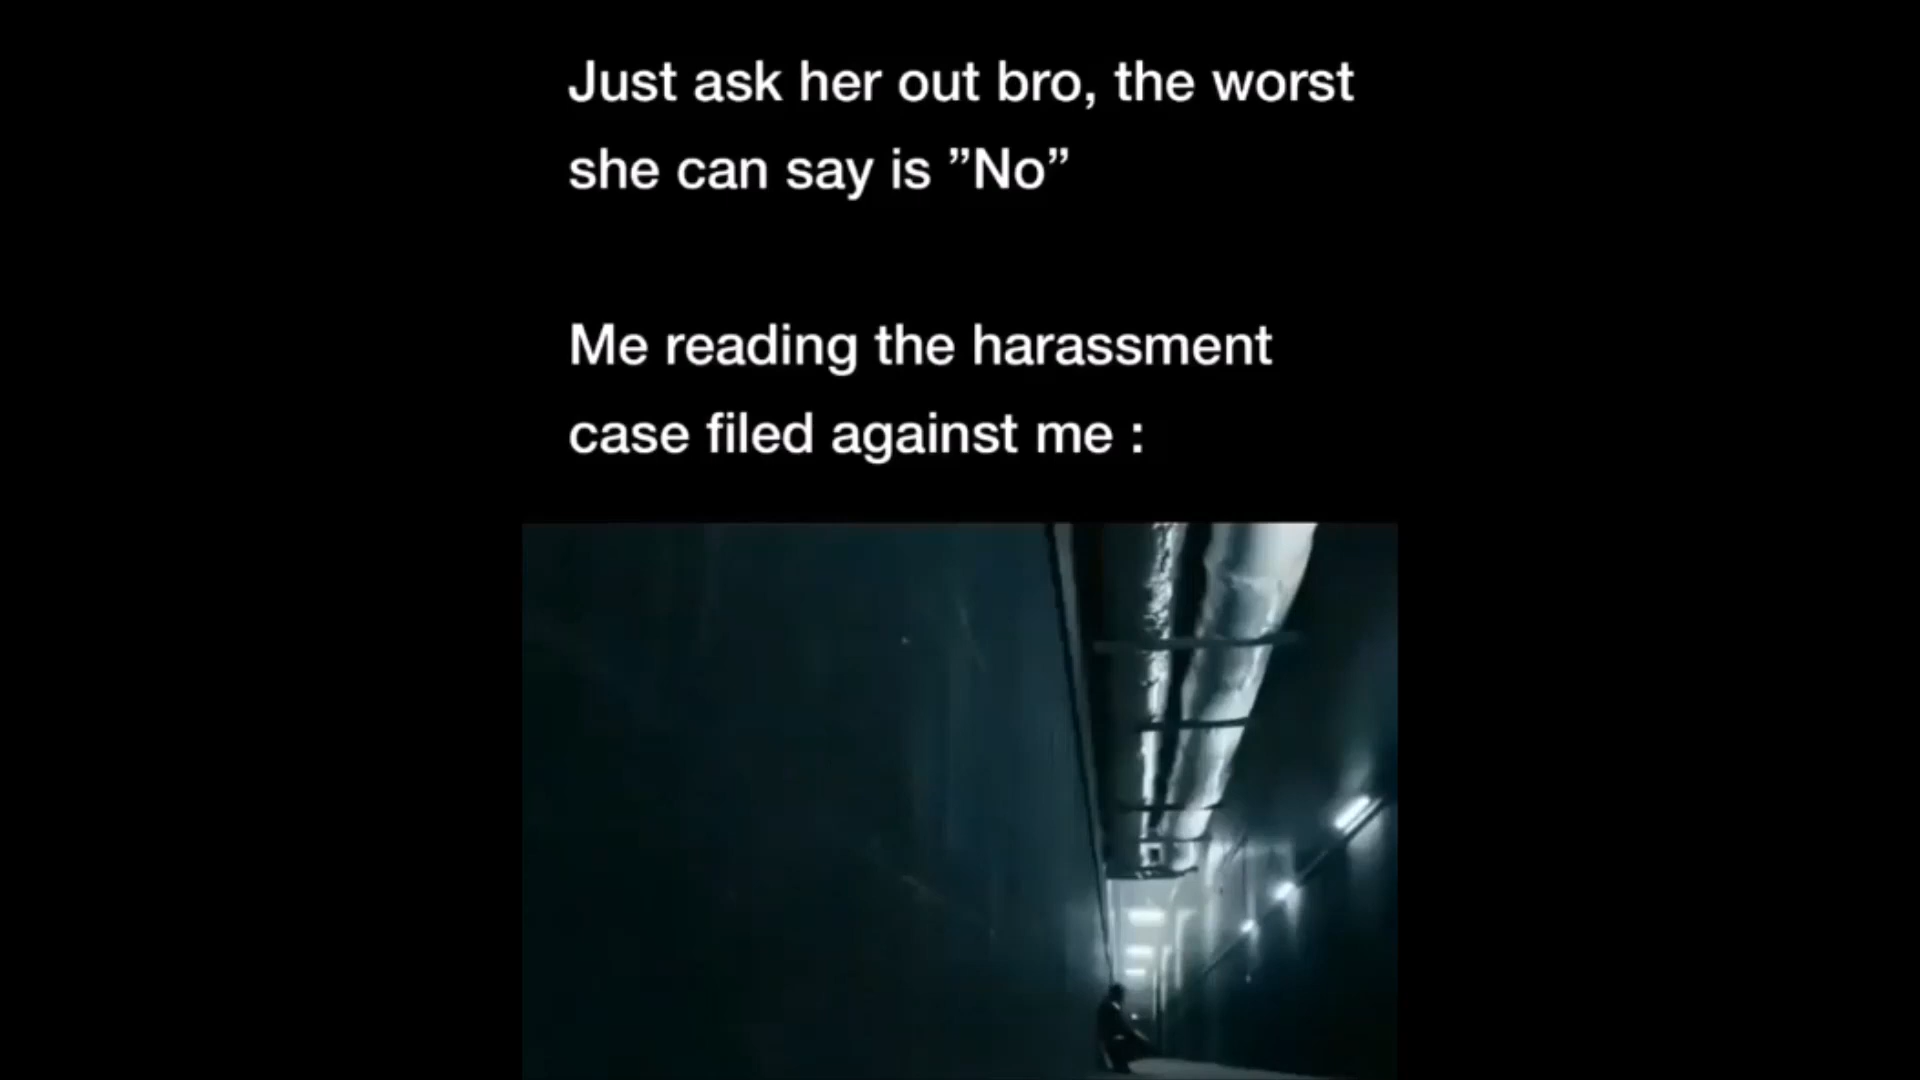 Just ask her out bro, the worst
she can say is ”No”
Me reading the harassment
case filed against me :